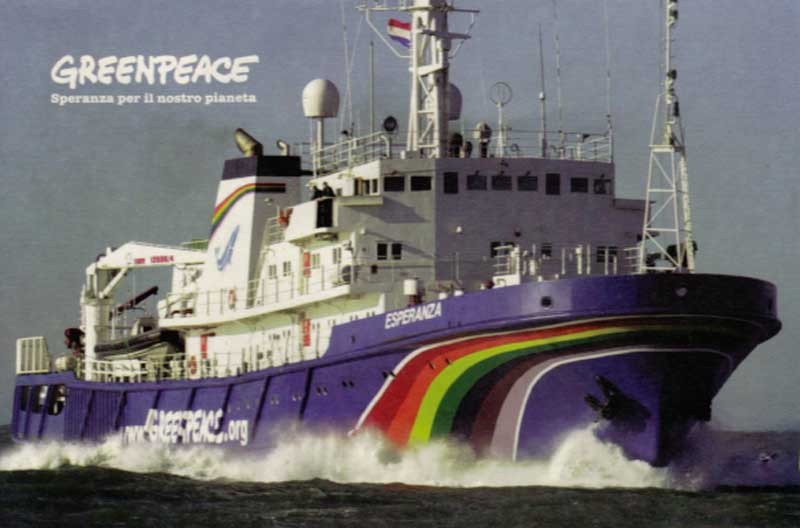 GREENPEACE
Speranza per il nostro pianeta
ESPERANZA
www.GREENPEACE.org